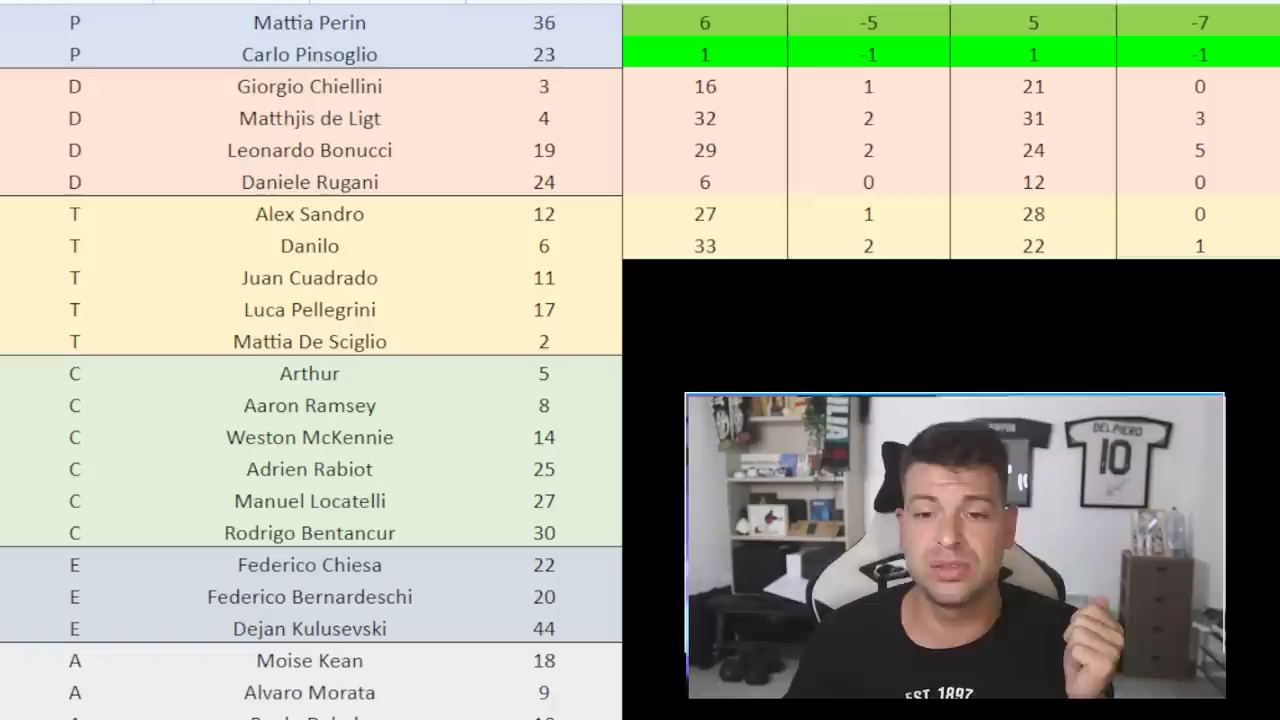 P Mattia Perin 36 6 -5 5 -7
P Carlo Pinsoglio 23 1 -1 1 -1
D Giorgio Chiellini 3 16 1 21 0
D Matthjis de Ligt 4 32 2 31 3
D Leonardo Bonucci 19 29 2 24 5
D Daniele Rugani 24 6 0 12 0
T Alex Sandro 12 27 1 28 0
T Danilo 6 33 2 22 1
T Juan Cuadrado 11
T Luca Pellegrini 17
T Mattia De Sciglio 2
C Arthur 5
C Aaron Ramsey 8
C Weston McKennie 14
C Adrien Rabiot 25
C Manuel Locatelli 27
C Rodrigo Bentancur 30
E Federico Chiesa 22
E Federico Bernardeschi 20
E Dejan Kulusevski 44
A Moise Kean 18
A Alvaro Morata 9
DEL PIERO
10
EST. 1897